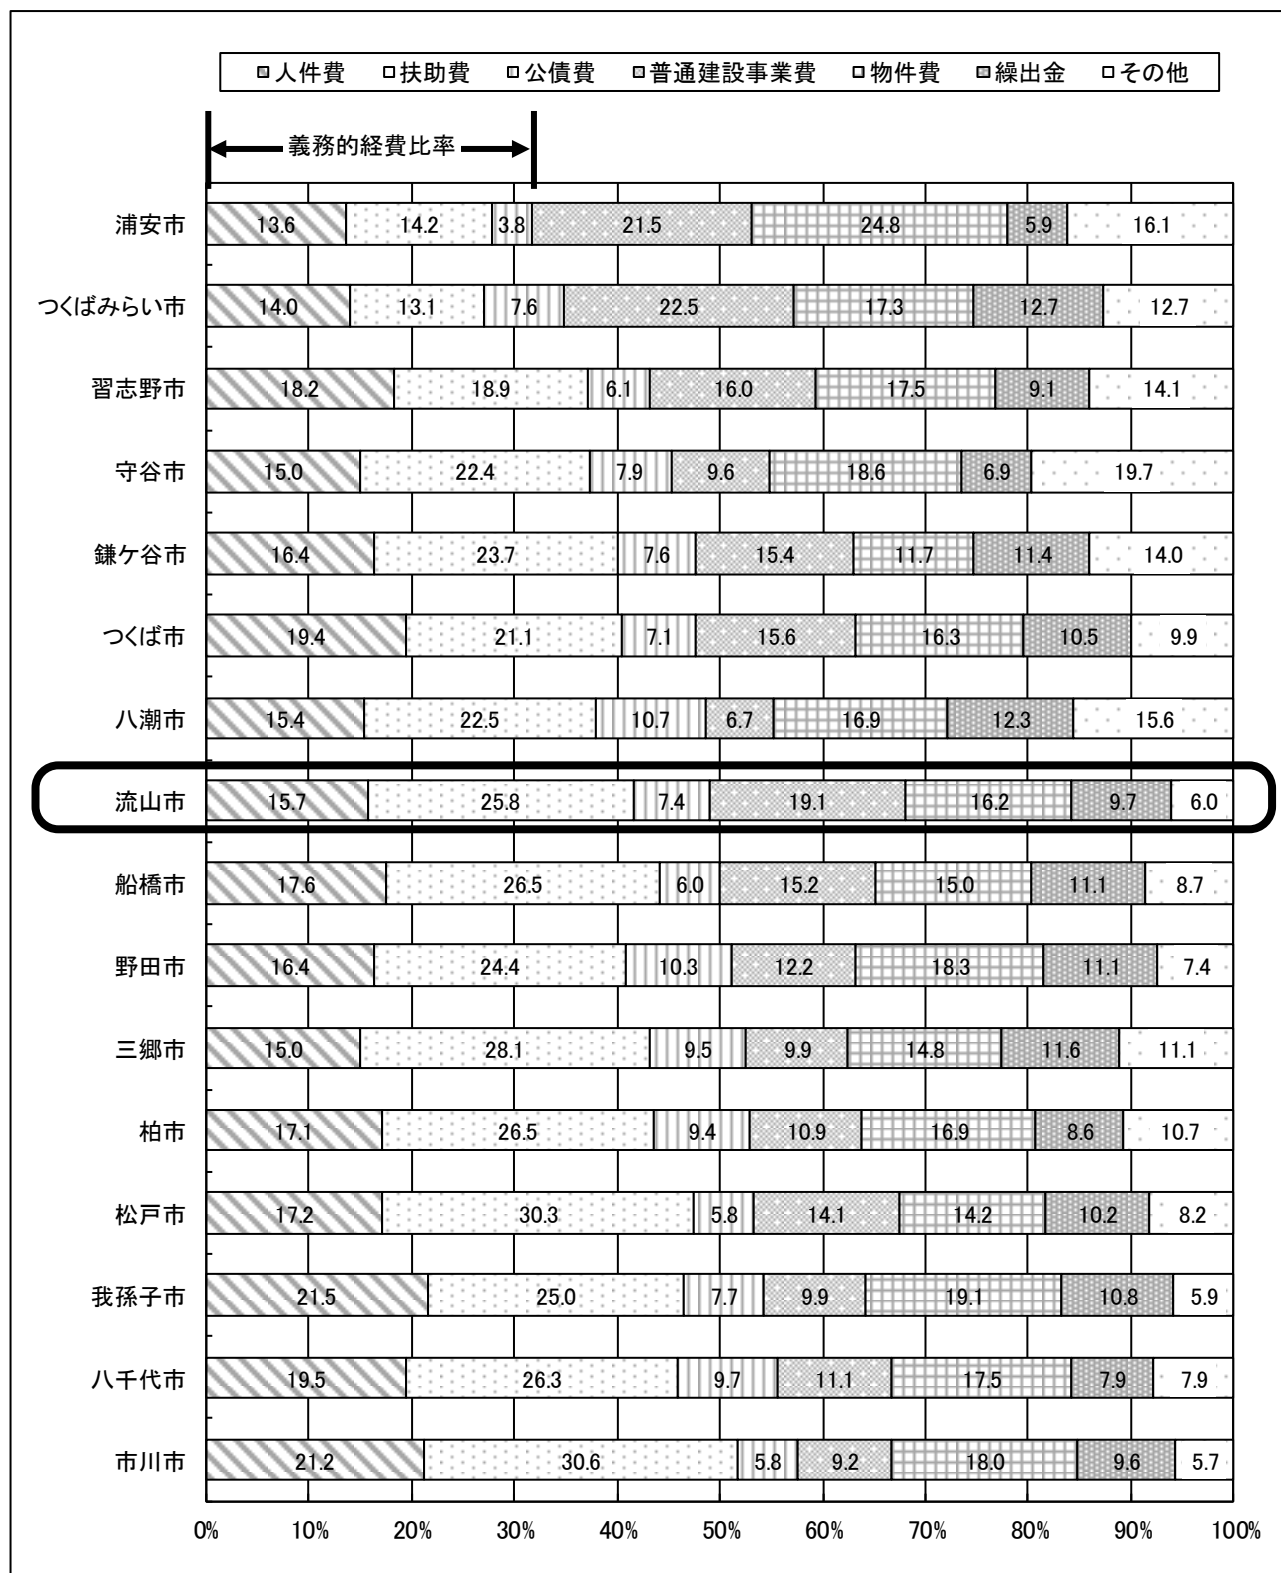 人件費 扶助費 公債費 普通建設事業費 物件費 繰出金 その他
義務的経費比率
浦安市 13.6 14.2 3.8 21.5 24.8 5.9 16.1
つくばみらい市 14.0 13.1 7.6 22.5 17.3 12.7 12.7
習志野市 18.2 18.9 6.1 16.0 17.5 9.1 14.1
守谷市 15.0 22.4 7.9 9.6 18.6 6.9 19.7
鎌ケ谷市 16.4 23.7 7.6 15.4 11.7 11.4 14.0
つくば市 19.4 21.1 7.1 15.6 16.3 10.5 9.9
八潮市 15.4 22.5 10.7 6.7 16.9 12.3 15.6
流山市 15.7 25.8 7.4 19.1 16.2 9.7 6.0
船橋市 17.6 26.5 6.0 15.2 15.0 11.1 8.7
野田市 16.4 24.4 10.3 12.2 18.3 11.1 7.4
三郷市 15.0 28.1 9.5 9.9 14.8 11.6 11.1
柏市 17.1 26.5 9.4 10.9 16.9 8.6 10.7
松戸市 17.2 30.3 5.8 14.1 14.2 10.2 8.2
我孫子市 21.5 25.0 7.7 9.9 19.1 10.8 5.9
八千代市 19.5 26.3 9.7 11.1 17.5 7.9 7.9
市川市 21.2 30.6 5.8 9.2 18.0 9.6 5.7
0% 10% 20% 30% 40% 50% 60% 70% 80% 90% 100%